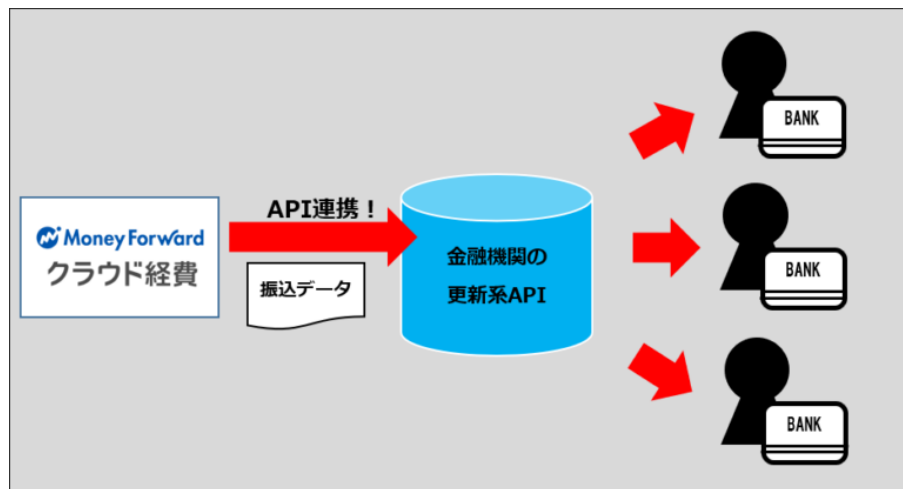 Money Forward
クラウド経費
API連携！
振込データ
金融機関の
更新系API
BANK
BANK
BANK